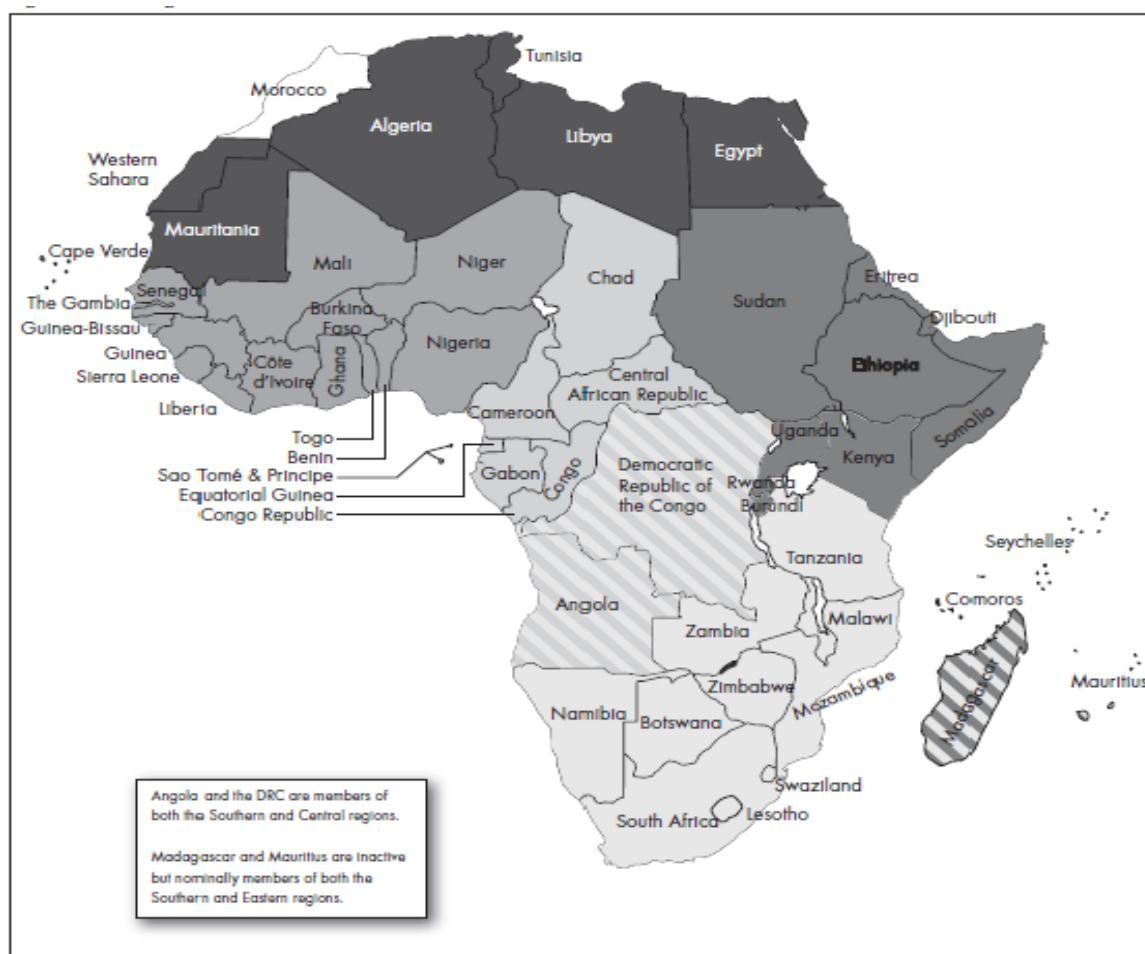 Tunisia
Morocco
Algeria
Libya
Egypt
Western
Sahara
Mauritania
Cape Verde
Mali
Niger
Chad
Sudan
Eritrea
Senegal
The Gambia
Guinea-Bissau
Burkina
Faso
Djibouti
Nigeria
Guinea
Côte
d'Ivoire
Ghana
Ethiopia
Sierra Leone
Central
African Republic
Liberia
Cameroon
Somalia
Togo
Uganda
Benin
Kenya
Sao Tomé & Principe
Gabon
Congo
Democratic
Republic of
the Congo
Rwanda
Burundi
Equatorial Guinea
Congo Republic
Tanzania
Seychelles
Comoros
Angola
Malawi
Zambia
Madagascar
Mauritius
Zimbabwe
Mozambique
Namibia
Botswana
Swaziland
South Africa
Lesotho
Angola and the DRC are members of
both the Southern and Central regions.
Madagascar and Mauritius are inactive
but nominally members of both the
Southern and Eastern regions.